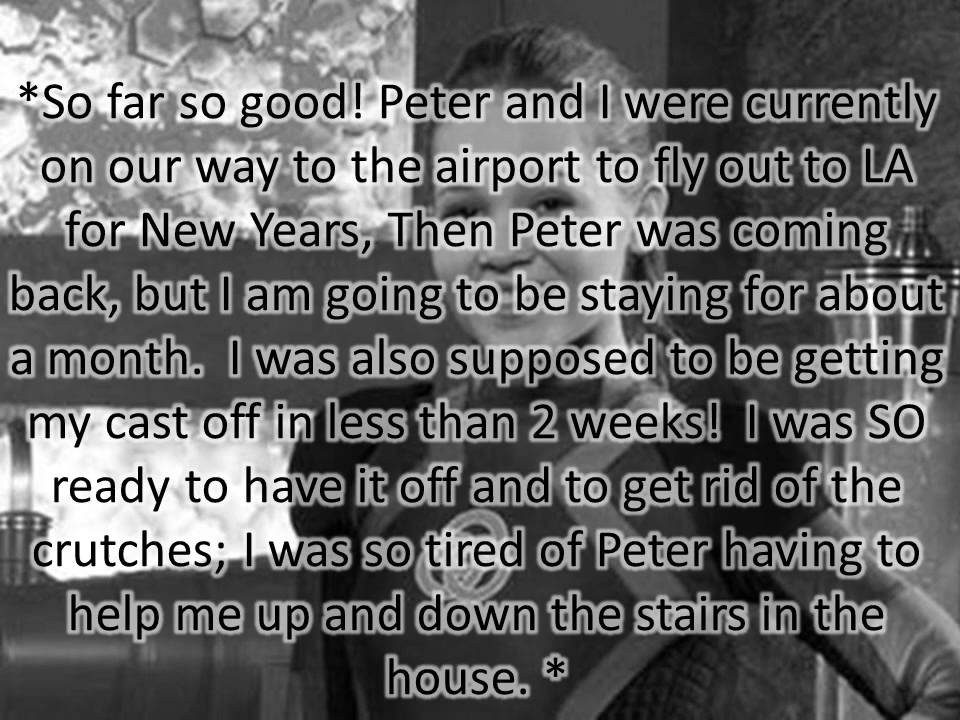 *So far so good! Peter and I were currently
on our way to the airport to fly out to LA
for New Years, Then Peter was coming
back, but I am going to be staying for about
a month.  I was also supposed to be getting
my cast off in less than 2 weeks!  I was SO
ready to have it off and to get rid of the
crutches; I was so tired of Peter having to
help me up and down the stairs in the
house. *